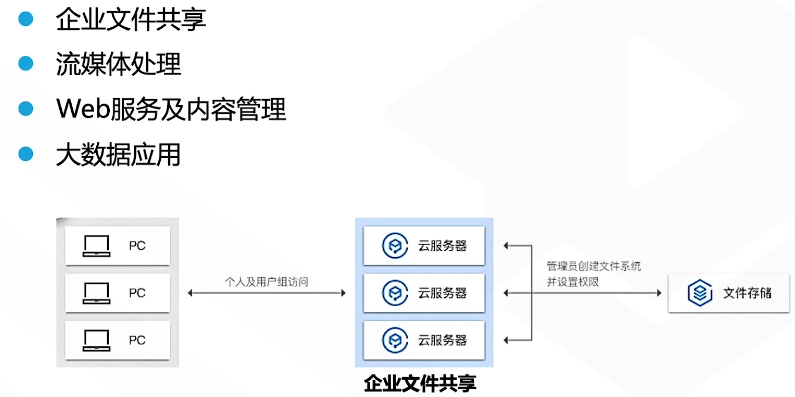 企业文件共享
流媒体处理
Web服务及内容管理
大数据应用
PC
PC
PC
个人及用户组访问
云服务器
云服务器
云服务器
管理员创建文件系统
并设置权限
文件存储
企业文件共享